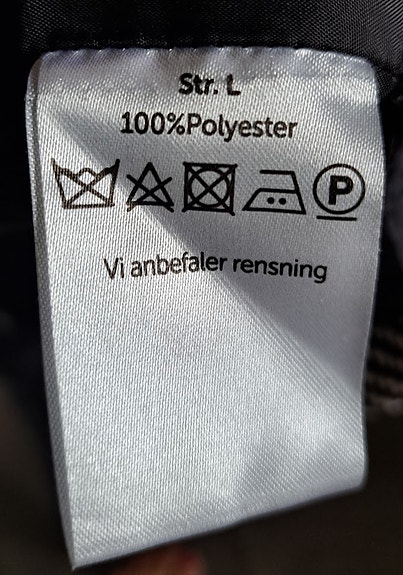 Str. L
100%Polyester
P
Vi anbefaler rensning